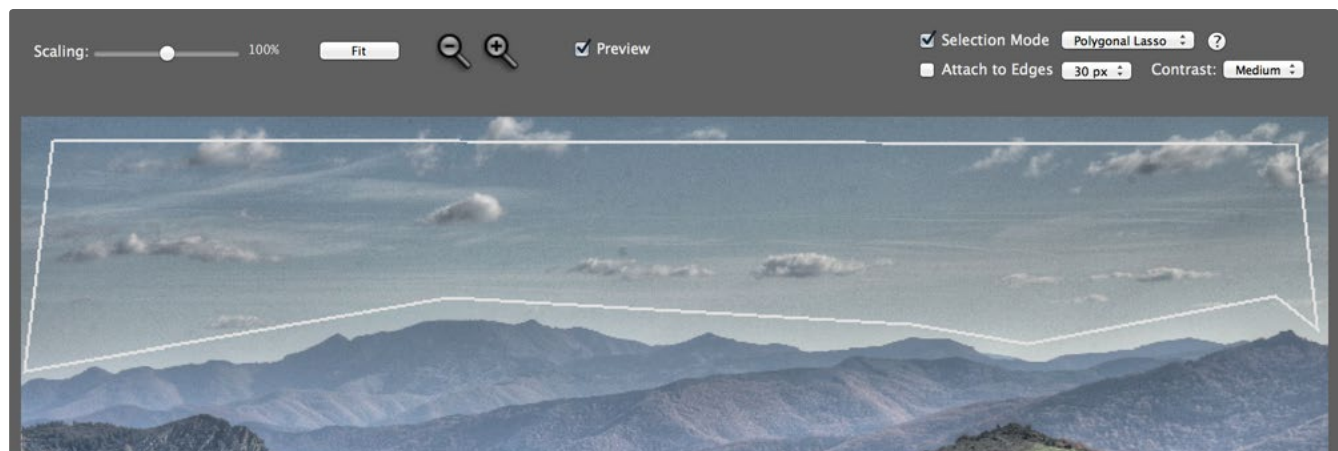 Scaling: 100% Fit Preview
Selection Mode Polygonal Lasso ?
Attach to Edges 30 px Contrast: Medium